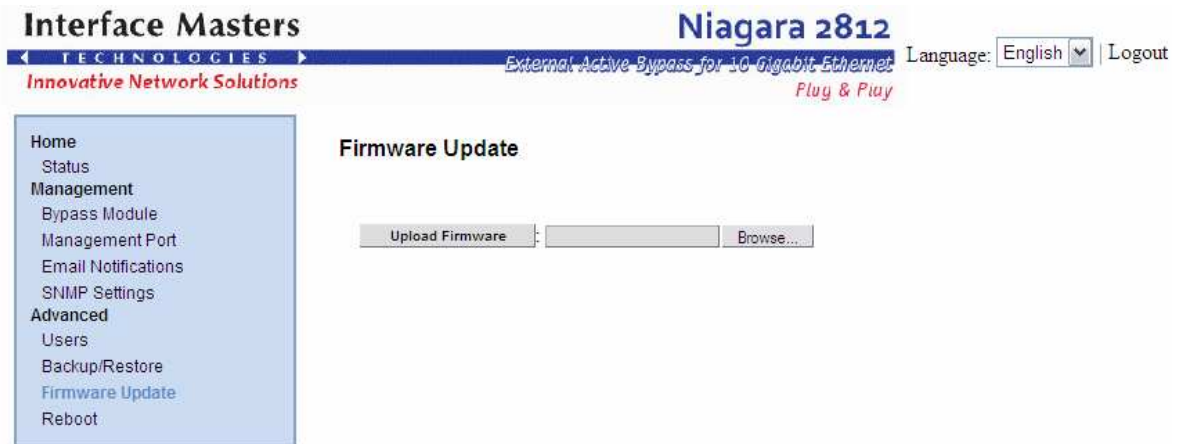 Interface Masters
TECHNOLOGIES
Innovative Network Solutions
Niagara 2812
External Active Bypass for 10 Gigabit Ethernet
Plug & Play
Language: English | Logout
Home
Status
Management
Bypass Module
Management Port
Email Notifications
SNMP Settings
Advanced
Users
Backup/Restore
Firmware Update
Reboot
Firmware Update
Upload Firmware : Browse...